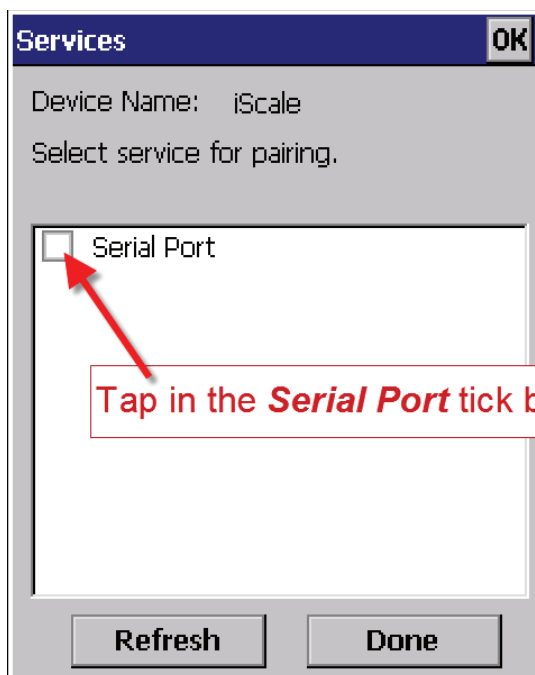 Services OK
Device Name: iScale
Select service for pairing.
Serial Port
Tap in the Serial Port tick
Refresh Done